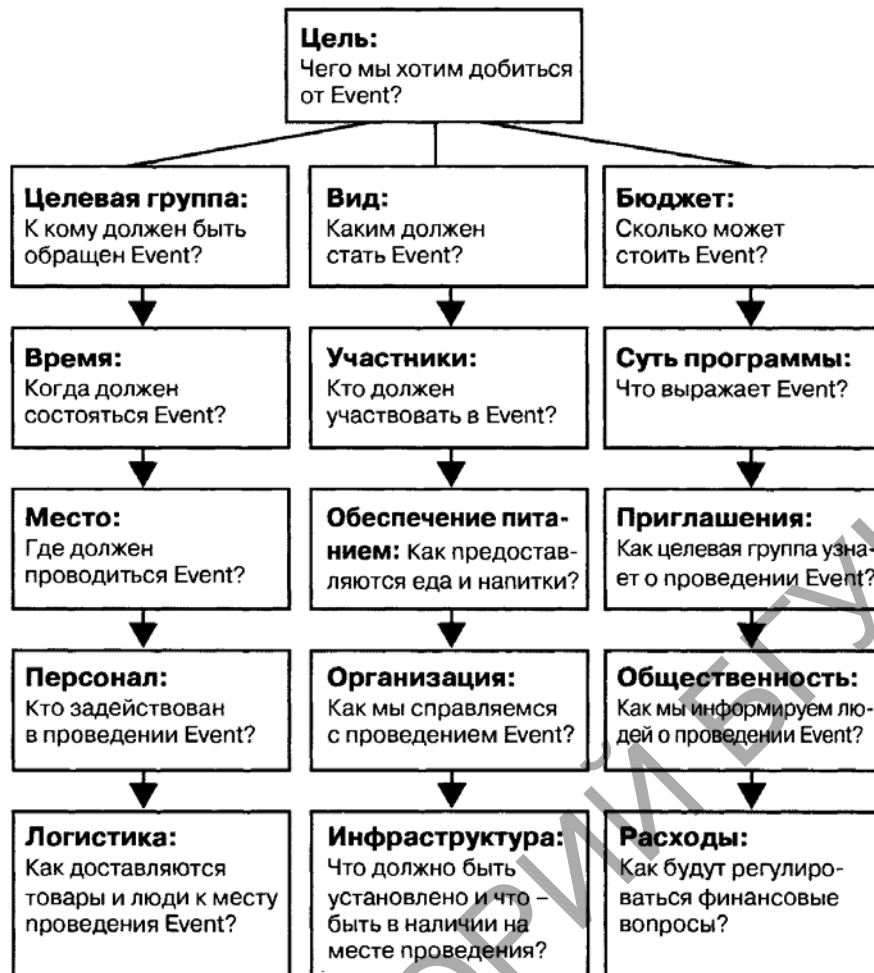 Цель:
Чего мы хотим добиться
от Event?
Целевая группа:
К кому должен быть
обращен Event?
Вид:
Каким должен
стать Event?
Бюджет:
Сколько может
стоить Event?
Время:
Когда должен
состояться Event?
Участники:
Кто должен
участвовать в Event?
Суть программы:
Что выражает Event?
Место:
Где должен
проводиться Event?
Обеспечение пита-
нием: Как предостав-
ляются еда и напитки?
Приглашения:
Как целевая группа узна-
ет о проведении Event?
Персонал:
Кто задействован
в проведении Event?
Организация:
Как мы справляемся
с проведением Event?
Общественность:
Как мы информируем лю-
дей о проведении Event?
Логистика:
Как доставляются
товары и люди к месту
проведения Event?
Инфраструктура:
Что должно быть
установлено и что –
быть в наличии на
месте проведения?
Расходы:
Как будут регулиро-
ваться финансовые
вопросы?